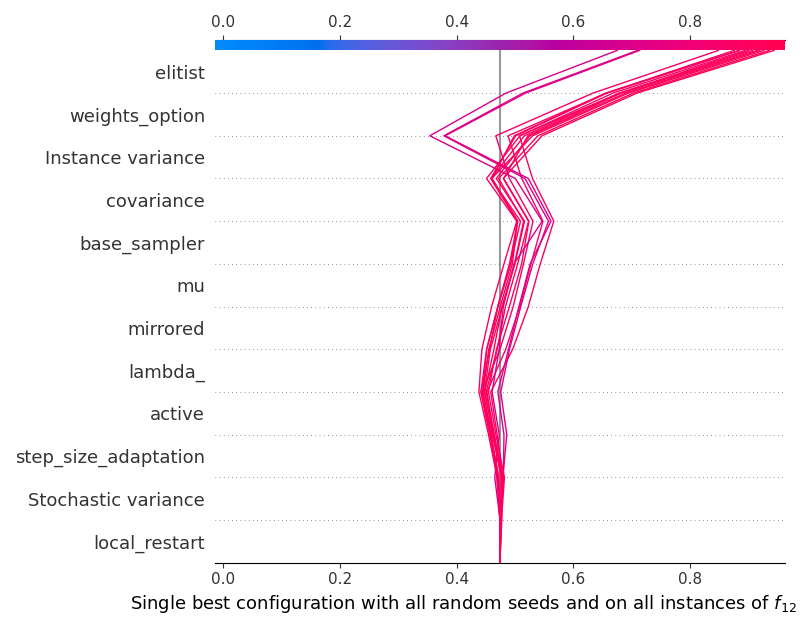 0.0 0.2 0.4 0.6 0.8
elitist
weights_option
Instance variance
covariance
base_sampler
mu
mirrored
lambda_
active
step_size_adaptation
Stochastic variance
local_restart
0.0 0.2 0.4 0.6 0.8
Single best configuration with all random seeds and on all instances of f12